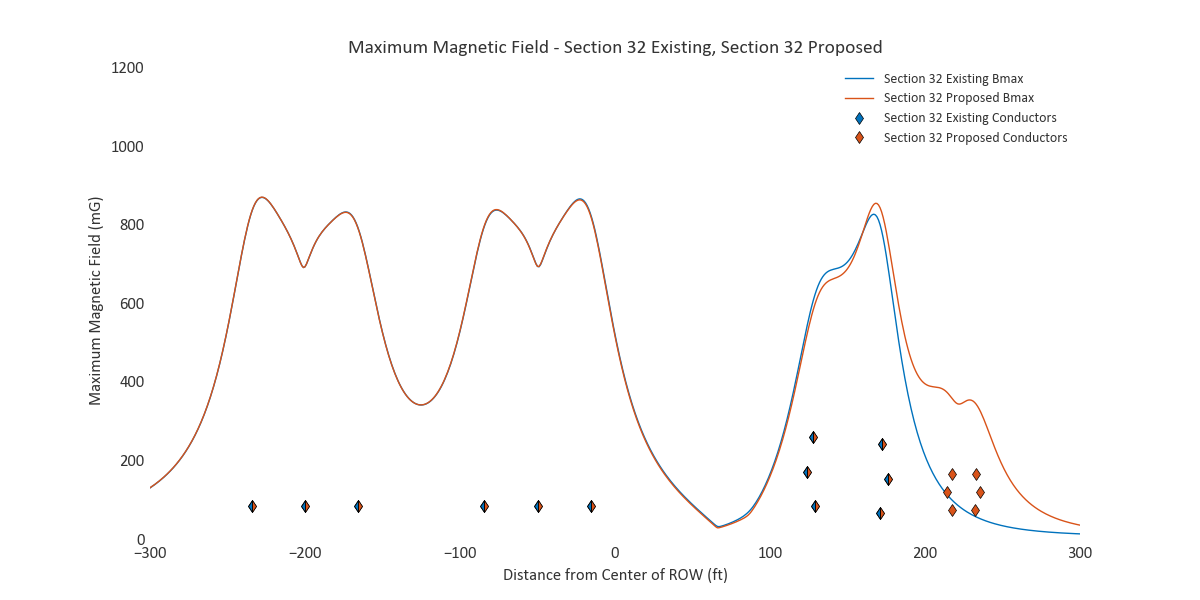 Maximum Magnetic Field - Section 32 Existing, Section 32 Proposed
1200
1000
800
600
400
200
0
Maximum Magnetic Field (mG)
Section 32 Existing Bmax
Section 32 Proposed Bmax
Section 32 Existing Conductors
Section 32 Proposed Conductors
−300 −200 −100 0 100 200 300
Distance from Center of ROW (ft)